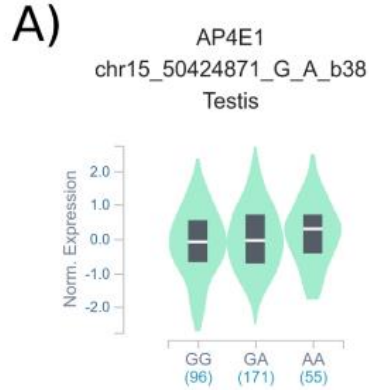 A)
AP4E1
chr15_50424871_G_A_b38
Testis
Norm. Expression
2.0
1.0
0.0
-1.0
-2.0
GG GA AA
(96) (171) (55)